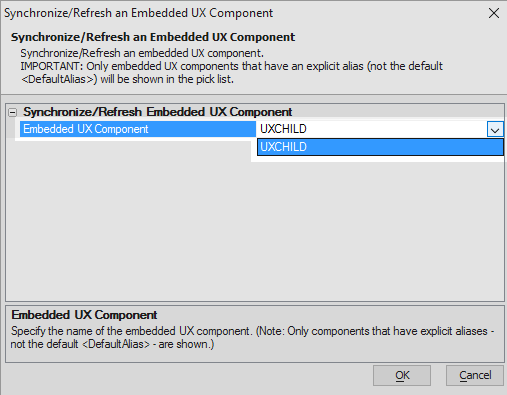 Synchronize/Refresh an Embedded UX Component
Synchronize/Refresh an Embedded UX Component
Synchronize/Refresh an embedded UX component.
IMPORTANT: Only embedded UX components that have an explicit alias (not the default
<DefaultAlias>) will be shown in the pick list.
Synchronize/Refresh Embedded UX Component
Embedded UX Component UXCHILD
UXCHILD
Embedded UX Component
Specify the name of the embedded UX component. (Note: Only components that have explicit aliases -
not the default <DefaultAlias> - are shown.)
OK Cancel